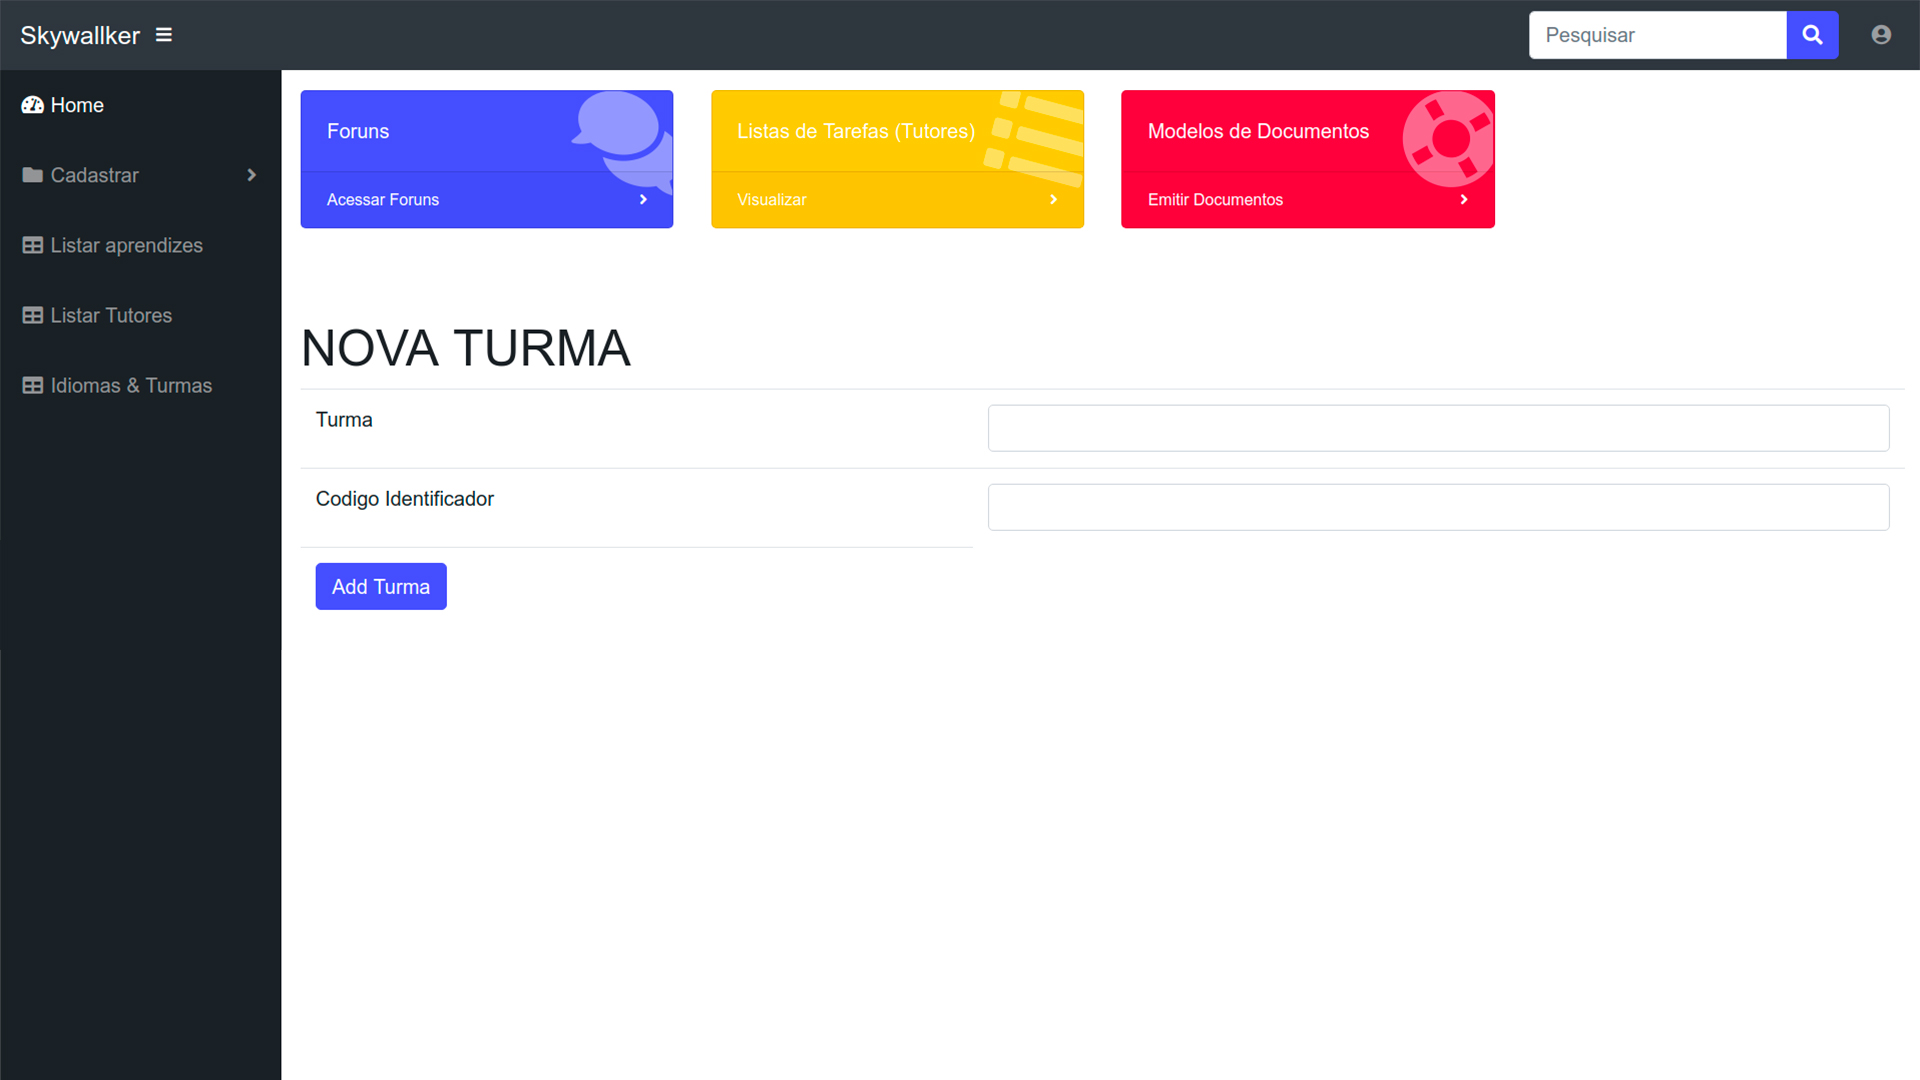 Skywallker
Pesquisar
Home
Cadastrar
Listar aprendizes
Listar Tutores
Idiomas & Turmas
Foruns
Acessar Foruns
Listas de Tarefas (Tutores)
Visualizar
Modelos de Documentos
Emitir Documentos
NOVA TURMA
Turma
Codigo Identificador
Add Turma